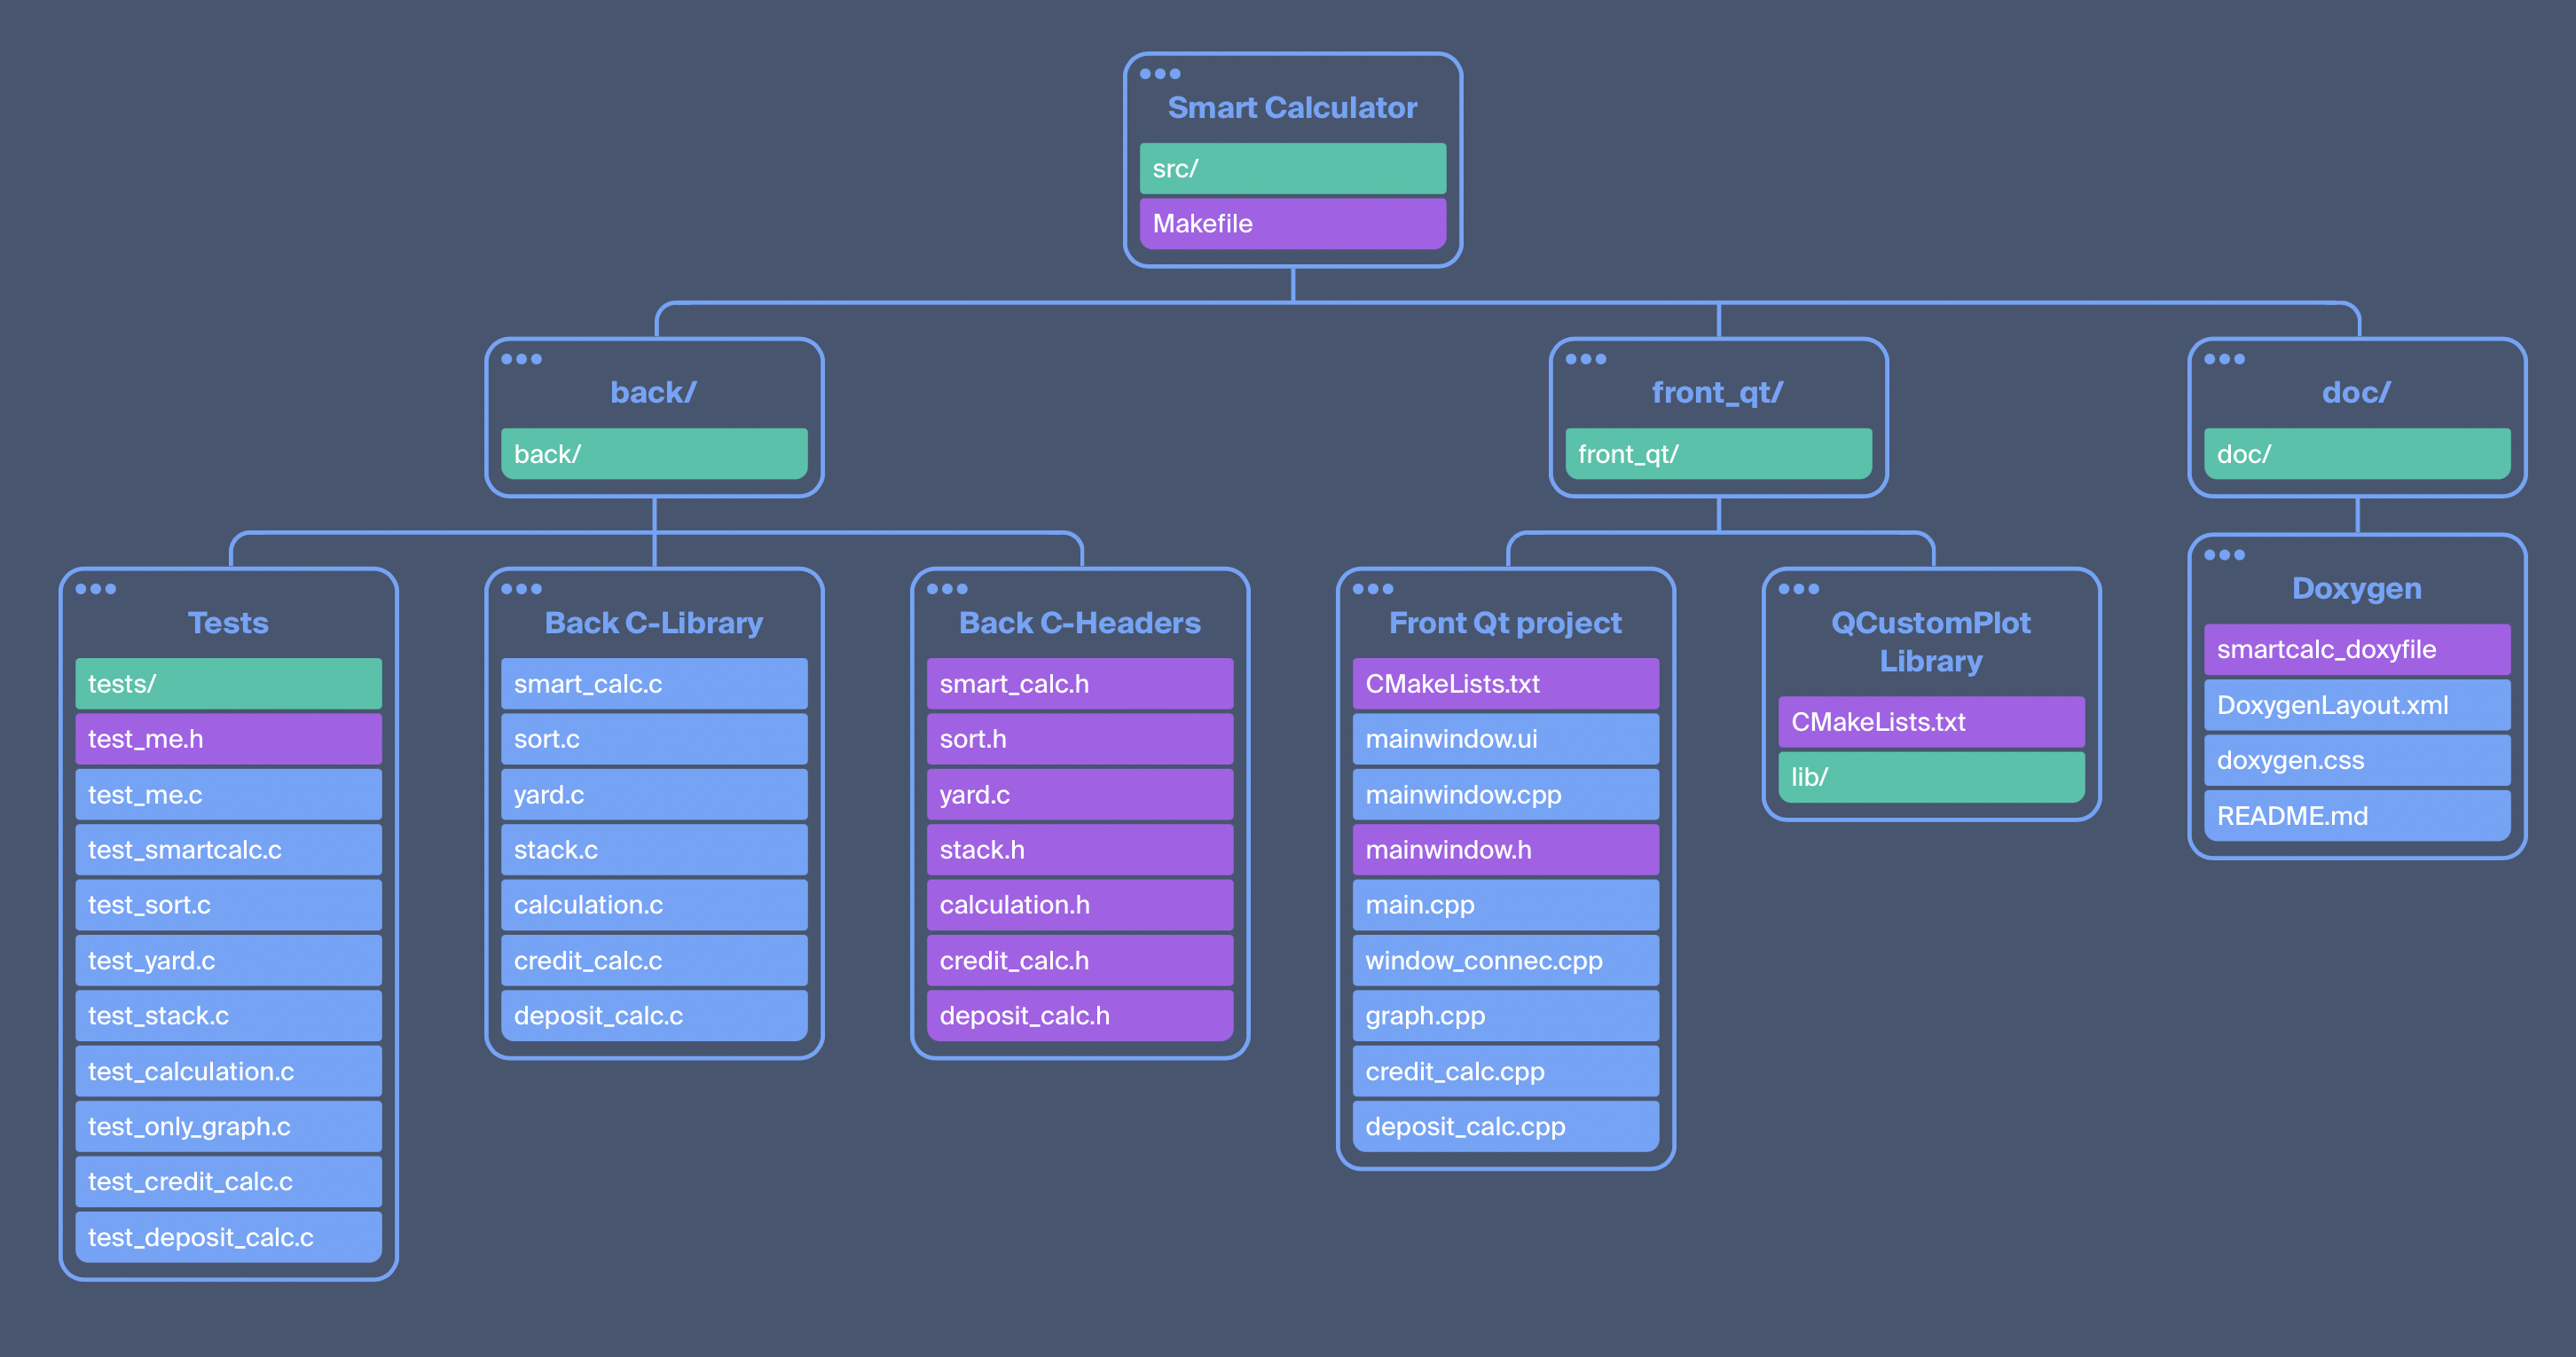 Smart Calculator
src/
Makefile
back/
back/
front_qt/
front_qt/
doc/
doc/
Tests
tests/
test_me.h
test_me.c
test_smartcalc.c
test_sort.c
test_yard.c
test_stack.c
test_calculation.c
test_only_graph.c
test_credit_calc.c
test_deposit_calc.c
Back C-Library
smart_calc.c
sort.c
yard.c
stack.c
calculation.c
credit_calc.c
deposit_calc.c
Back C-Headers
smart_calc.h
sort.h
yard.c
stack.h
calculation.h
credit_calc.h
deposit_calc.h
Front Qt project
CMakeLists.txt
mainwindow.ui
mainwindow.cpp
mainwindow.h
main.cpp
window_connec.cpp
graph.cpp
credit_calc.cpp
deposit_calc.cpp
QCustomPlot
Library
CMakeLists.txt
lib/
Doxygen
smartcalc_doxyfile
DoxygenLayout.xml
doxygen.css
README.md